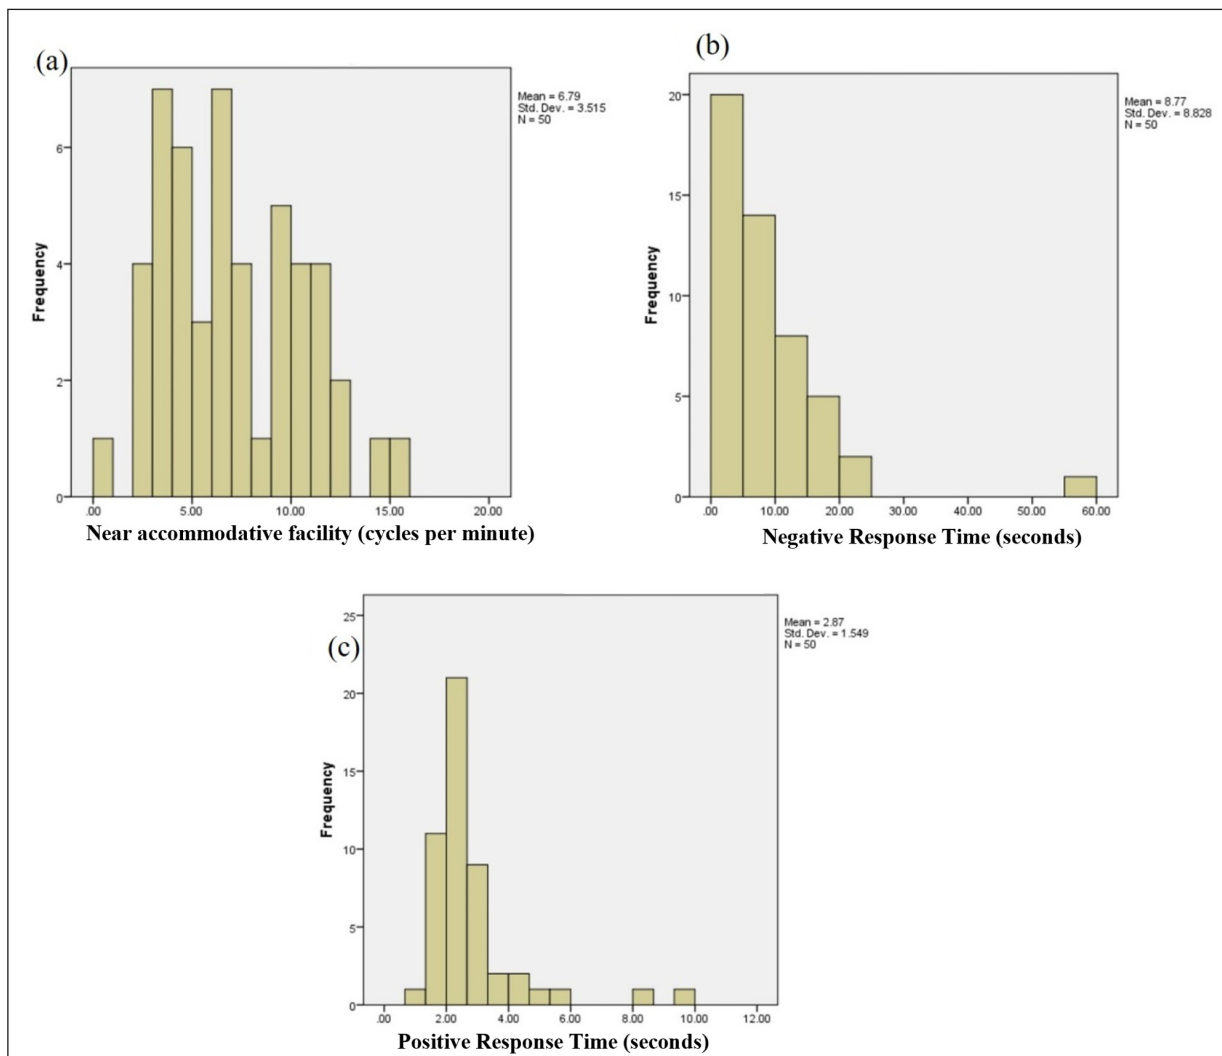 (a)
Mean = 6.79
Std. Dev. = 3.515
N = 50
Frequency
6
4
2
0
.00 5.00 10.00 15.00 20.00
Near accommodative facility (cycles per minute)
(b)
Mean = 8.77
Std. Dev. = 8.828
N = 50
Frequency
20
15
10
5
0
.00 10.00 20.00 30.00 40.00 50.00 60.00
Negative Response Time (seconds)
(c)
Mean = 2.87
Std. Dev. = 1.549
N = 50
Frequency
25
20
15
10
5
0
.00 2.00 4.00 6.00 8.00 10.00 12.00
Positive Response Time (seconds)